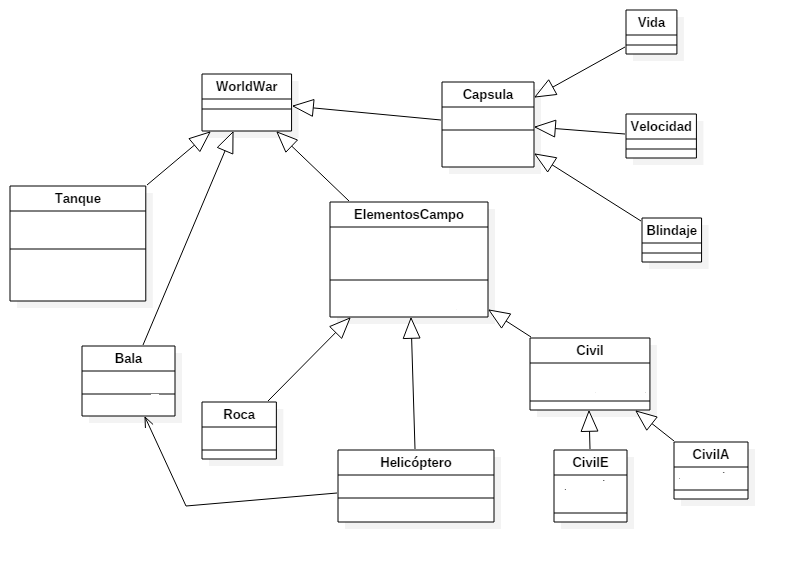 Vida
WorldWar
Capsula
Velocidad
Tanque
ElementosCampo
Blindaje
Bala
Civil
Roca
Helicóptero
CivilE
CivilA